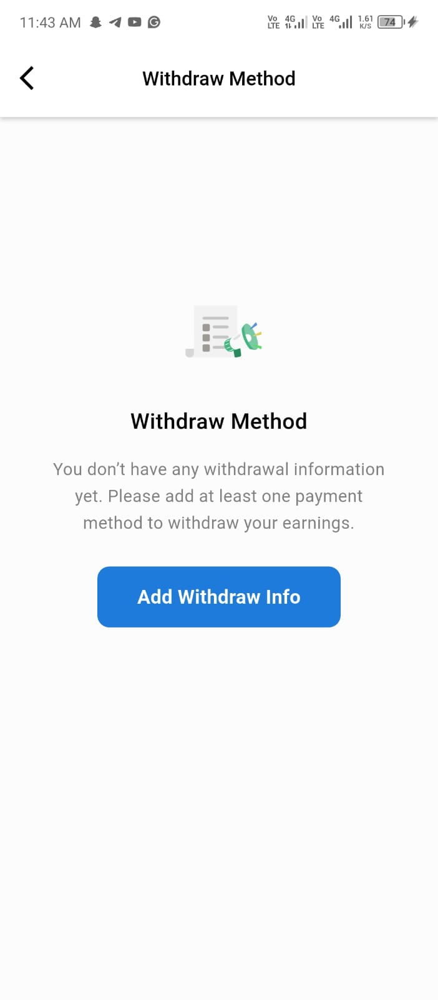 11:43 AM
Vo LTE 4G Vo LTE 4G 1.61 K/S 74
Withdraw Method
Withdraw Method
You don’t have any withdrawal information
yet. Please add at least one payment
method to withdraw your earnings.
Add Withdraw Info